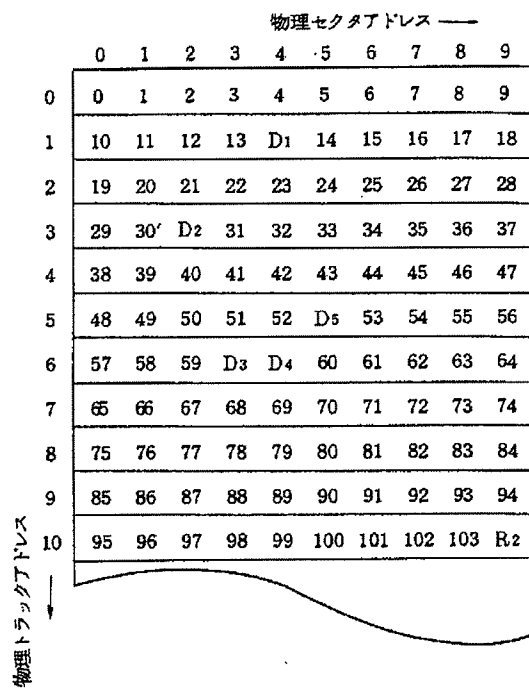 物理セクタアドレス
0 1 2 3 4 5 6 7 8 9
0 0 1 2 3 4 5 6 7 8 9
1 10 11 12 13 D1 14 15 16 17 18
2 19 20 21 22 23 24 25 26 27 28
3 29 30' D2 31 32 33 34 35 36 37
4 38 39 40 41 42 43 44 45 46 47
5 48 49 50 51 52 D5 53 54 55 56
6 57 58 59 D3 D4 60 61 62 63 64
7 65 66 67 68 69 70 71 72 73 74
8 75 76 77 78 79 80 81 82 83 84
9 85 86 87 88 89 90 91 92 93 94
10 95 96 97 98 99 100 101 102 103 R2
物理トラックアドレス